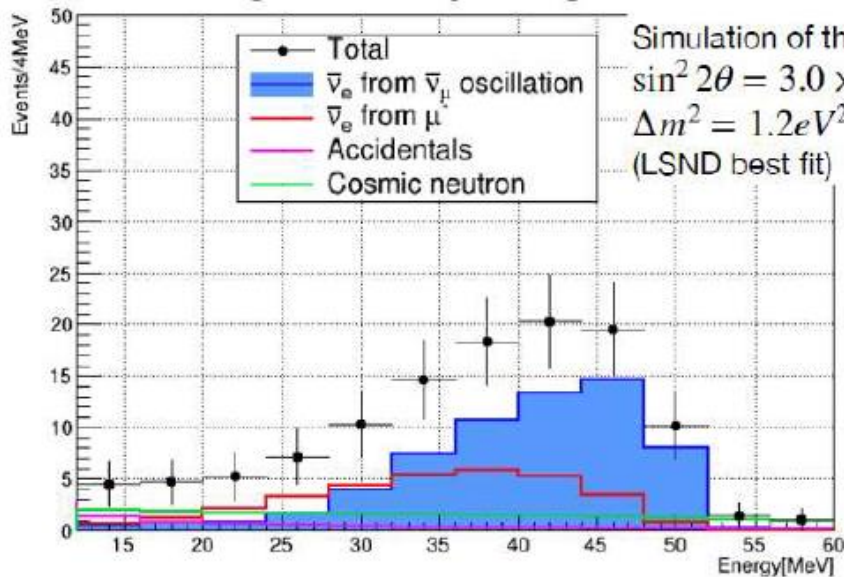 50
45
40
35
30
25
20
15
10
5
0
Events/4MeV
Total
ν̅e from ν̅μ oscillation
ν̅e from μ-
Accidentals
Cosmic neutron
Simulation of th
sin² 2θ = 3.0 ×
Δm² = 1.2eV²
(LSND best fit)
15 20 25 30 35 40 45 50 55 60
Energy[MeV]